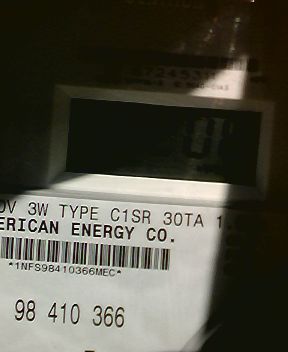 0V 3W TYPE C1SR 30TA 1.
ERICAN ENERGY CO.
*1NFS98410366MEC*
98 410 366